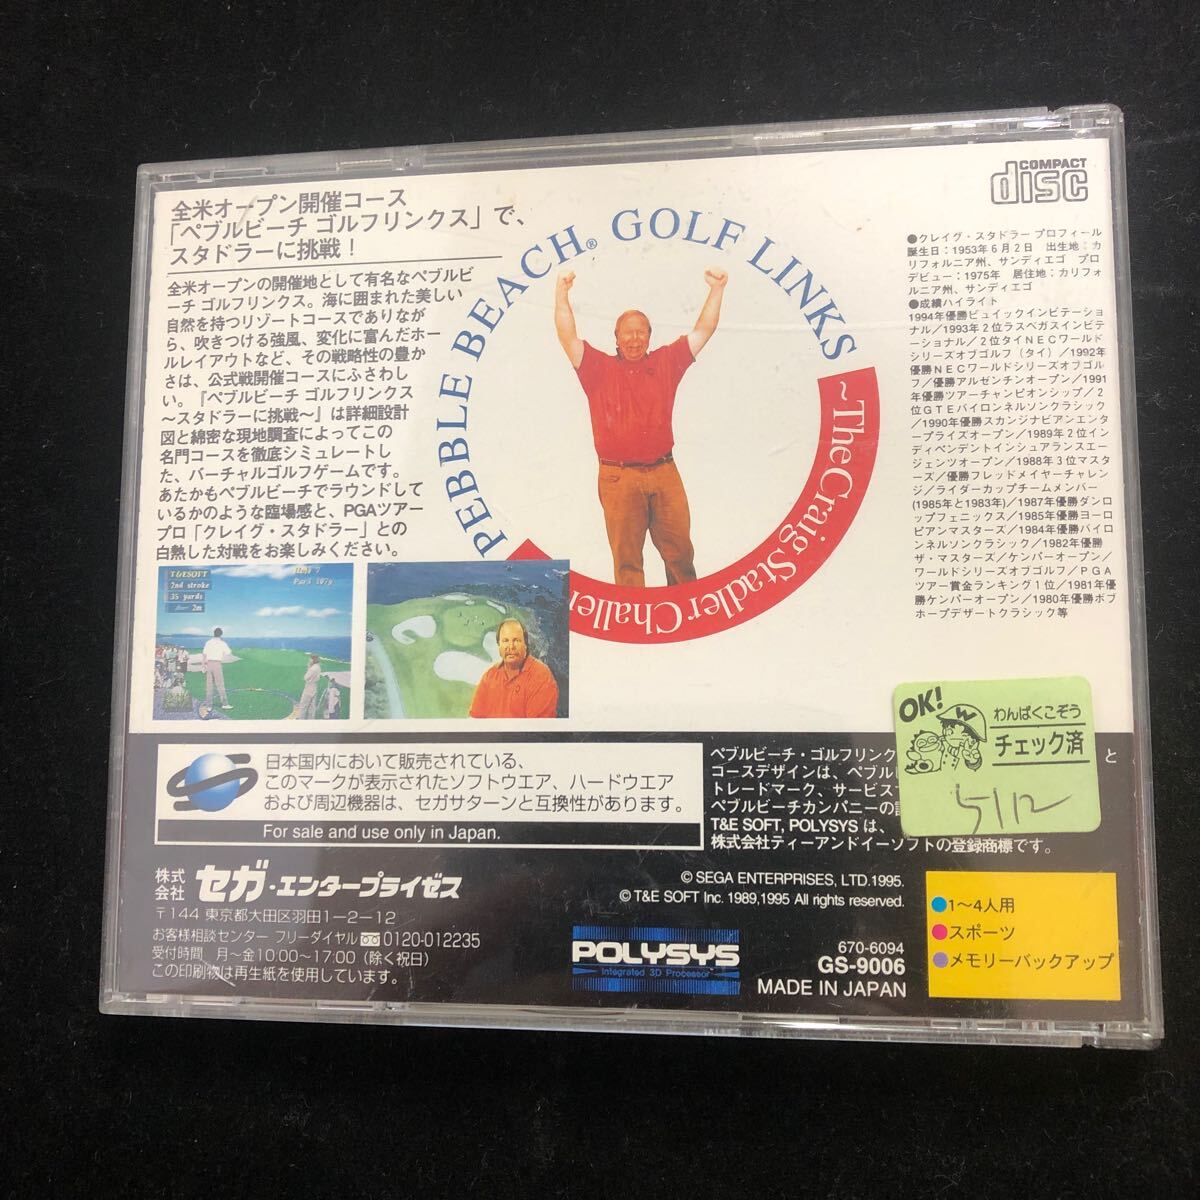 COMPACT
disc
全米オープン開催コース
「ペブルビーチ ゴルフリンクス」で、
スタドラーに挑戦！
全米オープンの開催地として有名なペブルビ
ーチ ゴルフリンクス。海に囲まれた美しい
自然を持つリゾートコースでありなが
ら、吹きつける強風、変化に富んだホー
ルレイアウトなど、その戦略性の豊か
さは、公式戦開催コースにふさわし
い。『ペブルビーチ ゴルフリンクス
～スタドラーに挑戦～』は詳細設計
図と綿密な現地調査によってこの
名門コースを徹底シミュレートし
た、バーチャルゴルフゲームです。
あたかもペブルビーチでラウンドして
いるかのような臨場感と、PGAツアー
プロ「クレイグ・スタドラー」との
白熱した対戦をお楽しみください。
PEBBLE BEACH® GOLF LINKS
～The Craig Stadler Challen
●クレイグ・スタドラー プロフィール
誕生日：1953年6月2日 出生地：カ
リフォルニア州、サンディエゴ プロ
デビュー：1975年 居住地：カリフォ
ルニア州、サンディエゴ
●成績ハイライト
1994年優勝ビュイックインビテーショ
ナル／1993年2位ラスベガスインビテ
ーショナル／2位タイNECワールド
シリーズオブゴルフ（タイ）／1992年
優勝NECワールドシリーズオブゴル
フ／優勝アルゼンチンオープン／1991
年優勝ツアーチャンピオンシップ／2
位GTEバイロンネルソンクラシック
／1990年優勝スカンジナビアンエンタ
ープライズオープン／1989年2位イン
ディペンデントインシュアランスエー
ジェンツオープン／1988年3位マスタ
ーズ／優勝フレッドメイヤーチャレン
ジ／ライダーカップチームメンバー
(1985年と1983年)／1987年優勝ダンロ
ップフェニックス／1985年優勝ヨーロ
ピアンマスターズ／1984年優勝バイロ
ンネルソンクラシック／1982年優勝
ザ・マスターズ／ケンパーオープン／
ワールドシリーズオブゴルフ／PGA
ツアー賞金ランキング1位／1981年優
勝ケンパーオープン／1980年優勝ボブ
ホープデザートクラシック等
T&ESOFT
2nd stroke
35 yards
2m
Par3 107y
OK!
わんぱくこぞう
チェック済
5112
日本国内において販売されている、
このマークが表示されたソフトウエア、ハードウエア
および周辺機器は、セガサターンと互換性があります。
For sale and use only in Japan.
ペブルビーチ・ゴルフリンク
と
コースデザインは、ペブル
トレードマーク、サービス
ペブルビーチカンパニーの
T&E SOFT, POLYSYS は、
株式会社ティーアンドイーソフトの登録商標です。
株式会社 セガ・エンタープライゼス
〒144 東京都大田区羽田1-2-12
お客様相談センター フリーダイヤル 0120-012235
受付時間 月～金10:00～17:00（除く祝日）
この印刷物は再生紙を使用しています。
© SEGA ENTERPRISES, LTD.1995.
© T&E SOFT Inc. 1989,1995 All rights reserved.
POLYSYS
Integrated 3D Processor
670-6094
GS-9006
MADE IN JAPAN
●1～4人用
●スポーツ
●メモリーバックアップ